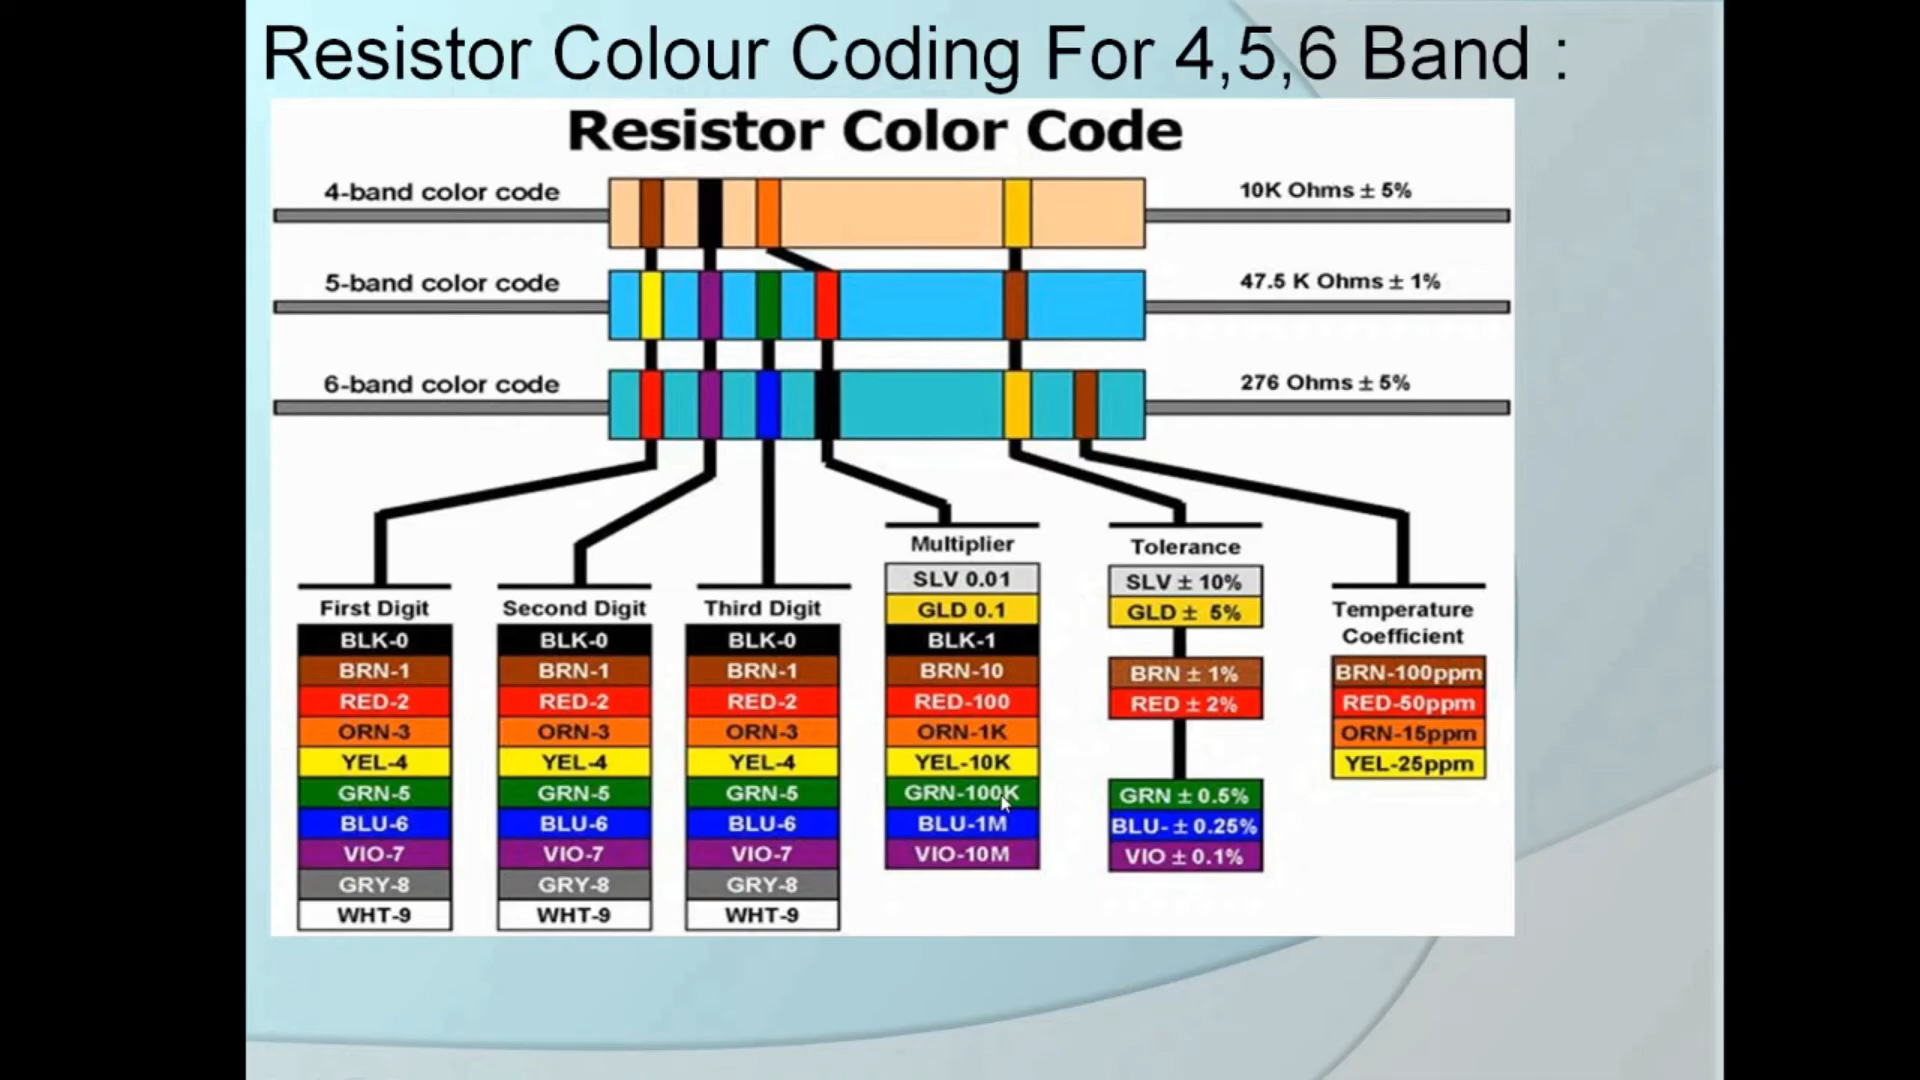 Resistor Colour Coding For 4,5,6 Band :
Resistor Color Code
4-band color code
10K Ohms ± 5%
5-band color code
47.5 K Ohms ± 1%
6-band color code
276 Ohms ± 5%
First Digit
BLK-0
BRN-1
RED-2
ORN-3
YEL-4
GRN-5
BLU-6
VIO-7
GRY-8
WHT-9
Second Digit
BLK-0
BRN-1
RED-2
ORN-3
YEL-4
GRN-5
BLU-6
VIO-7
GRY-8
WHT-9
Third Digit
BLK-0
BRN-1
RED-2
ORN-3
YEL-4
GRN-5
BLU-6
VIO-7
GRY-8
WHT-9
Multiplier
SLV 0.01
GLD 0.1
BLK-1
BRN-10
RED-100
ORN-1K
YEL-10K
GRN-100K
BLU-1M
VIO-10M
Tolerance
SLV ± 10%
GLD ± 5%
BRN ± 1%
RED ± 2%
GRN ± 0.5%
BLU- ± 0.25%
VIO ± 0.1%
Temperature
Coefficient
BRN-100ppm
RED-50ppm
ORN-15ppm
YEL-25ppm